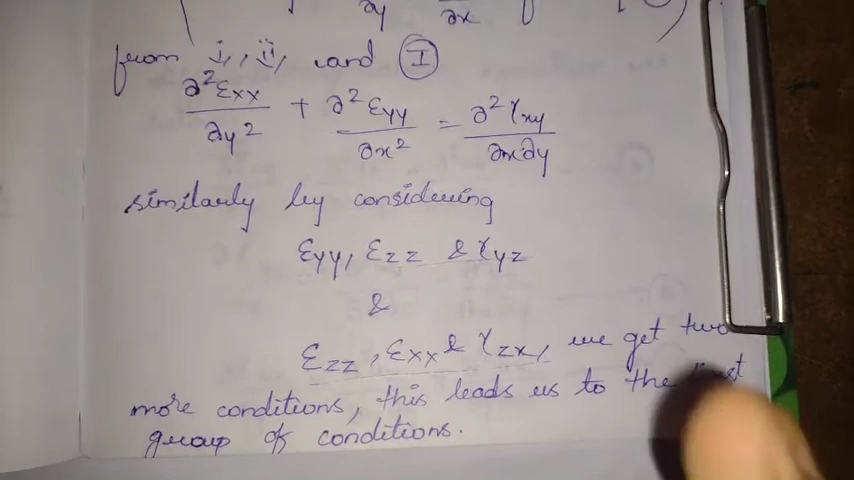 ∂y ∂x
from i, ii, and I
∂²εxx/∂y² + ∂²εyy/∂x² = ∂²γxy/∂x∂y
similarly by considering
εyy, εzz & γyz
&
εzz, εxx & γzx, we get two
more conditions, this leads us to the
group of conditions.